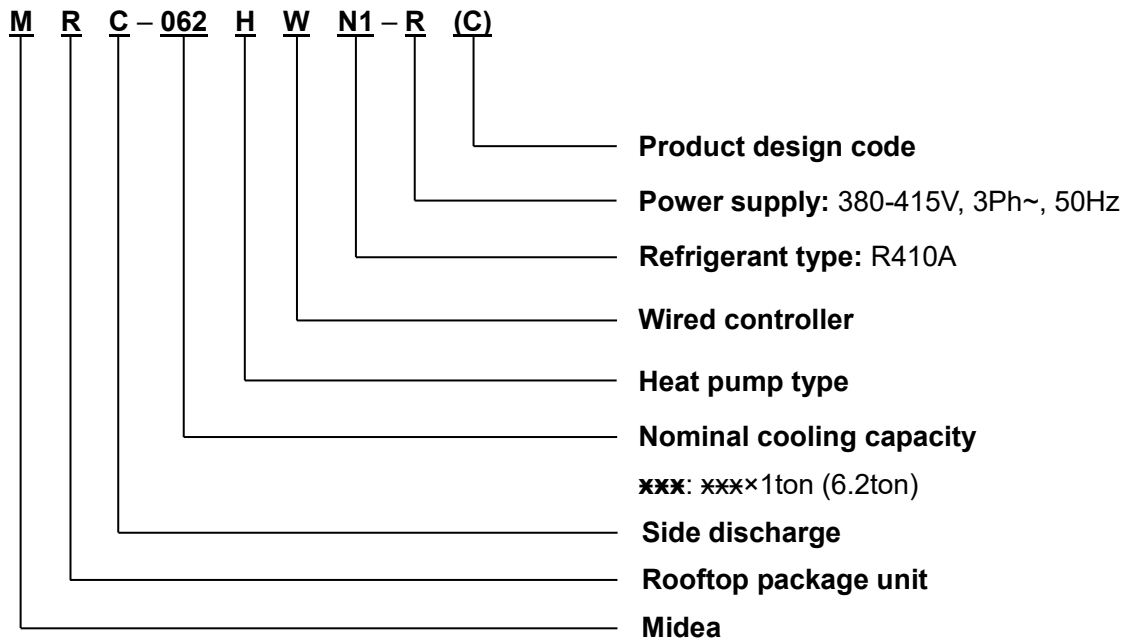 M R C – 062 H W N1 – R (C)
Product design code
Power supply: 380-415V, 3Ph~, 50Hz
Refrigerant type: R410A
Wired controller
Heat pump type
Nominal cooling capacity
xxx: xxx×1ton (6.2ton)
Side discharge
Rooftop package unit
Midea